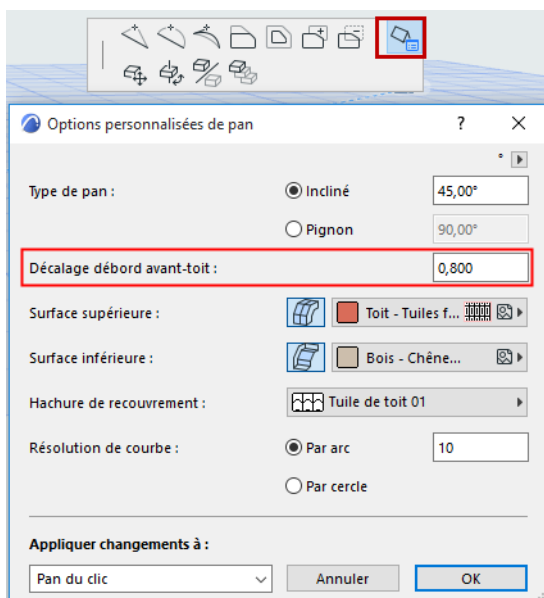 Options personnalisées de pan ? ×
°
Type de pan : Incliné 45,00°
Pignon 90,00°
Décalage débord avant-toit : 0,800
Surface supérieure : Toit - Tuiles f...
Surface inférieure : Bois - Chêne...
Hachure de recouvrement : Tuile de toit 01
Résolution de courbe : Par arc 10
Par cercle
Appliquer changements à :
Pan du clic Annuler OK